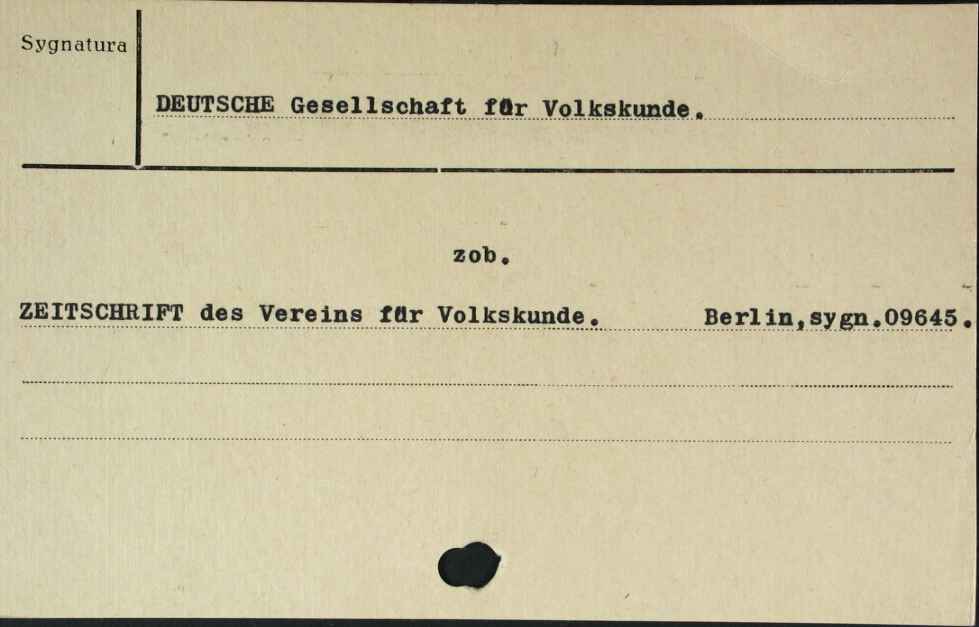 Sygnatura
DEUTSCHE Gesellschaft für Volkskunde.
zob.
ZEITSCHRIFT des Vereins für Volkskunde. Berlin,sygn.09645.